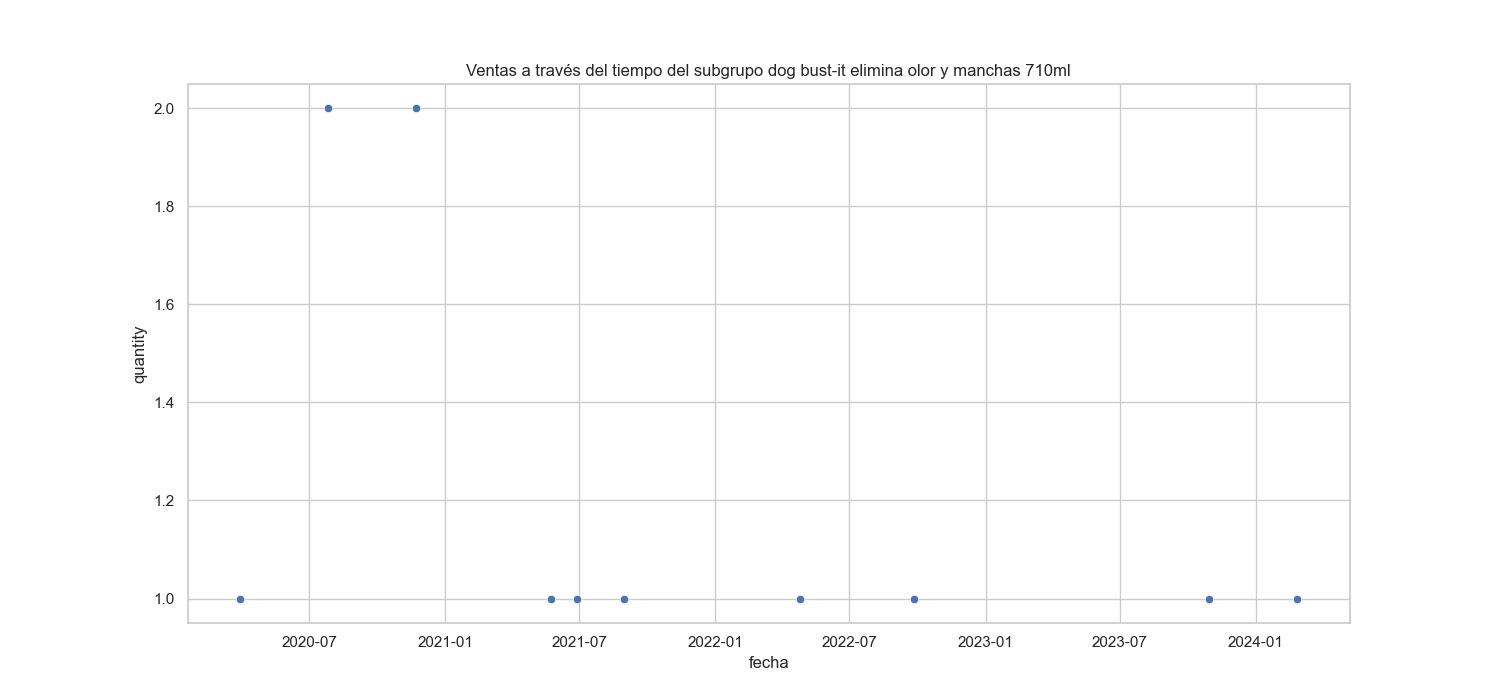 Ventas a través del tiempo del subgrupo dog bust-it elimina olor y manchas 710ml
2.0
1.8
1.6
1.4
1.2
1.0
quantity
2020-07 2021-01 2021-07 2022-01 2022-07 2023-01 2023-07 2024-01
fecha